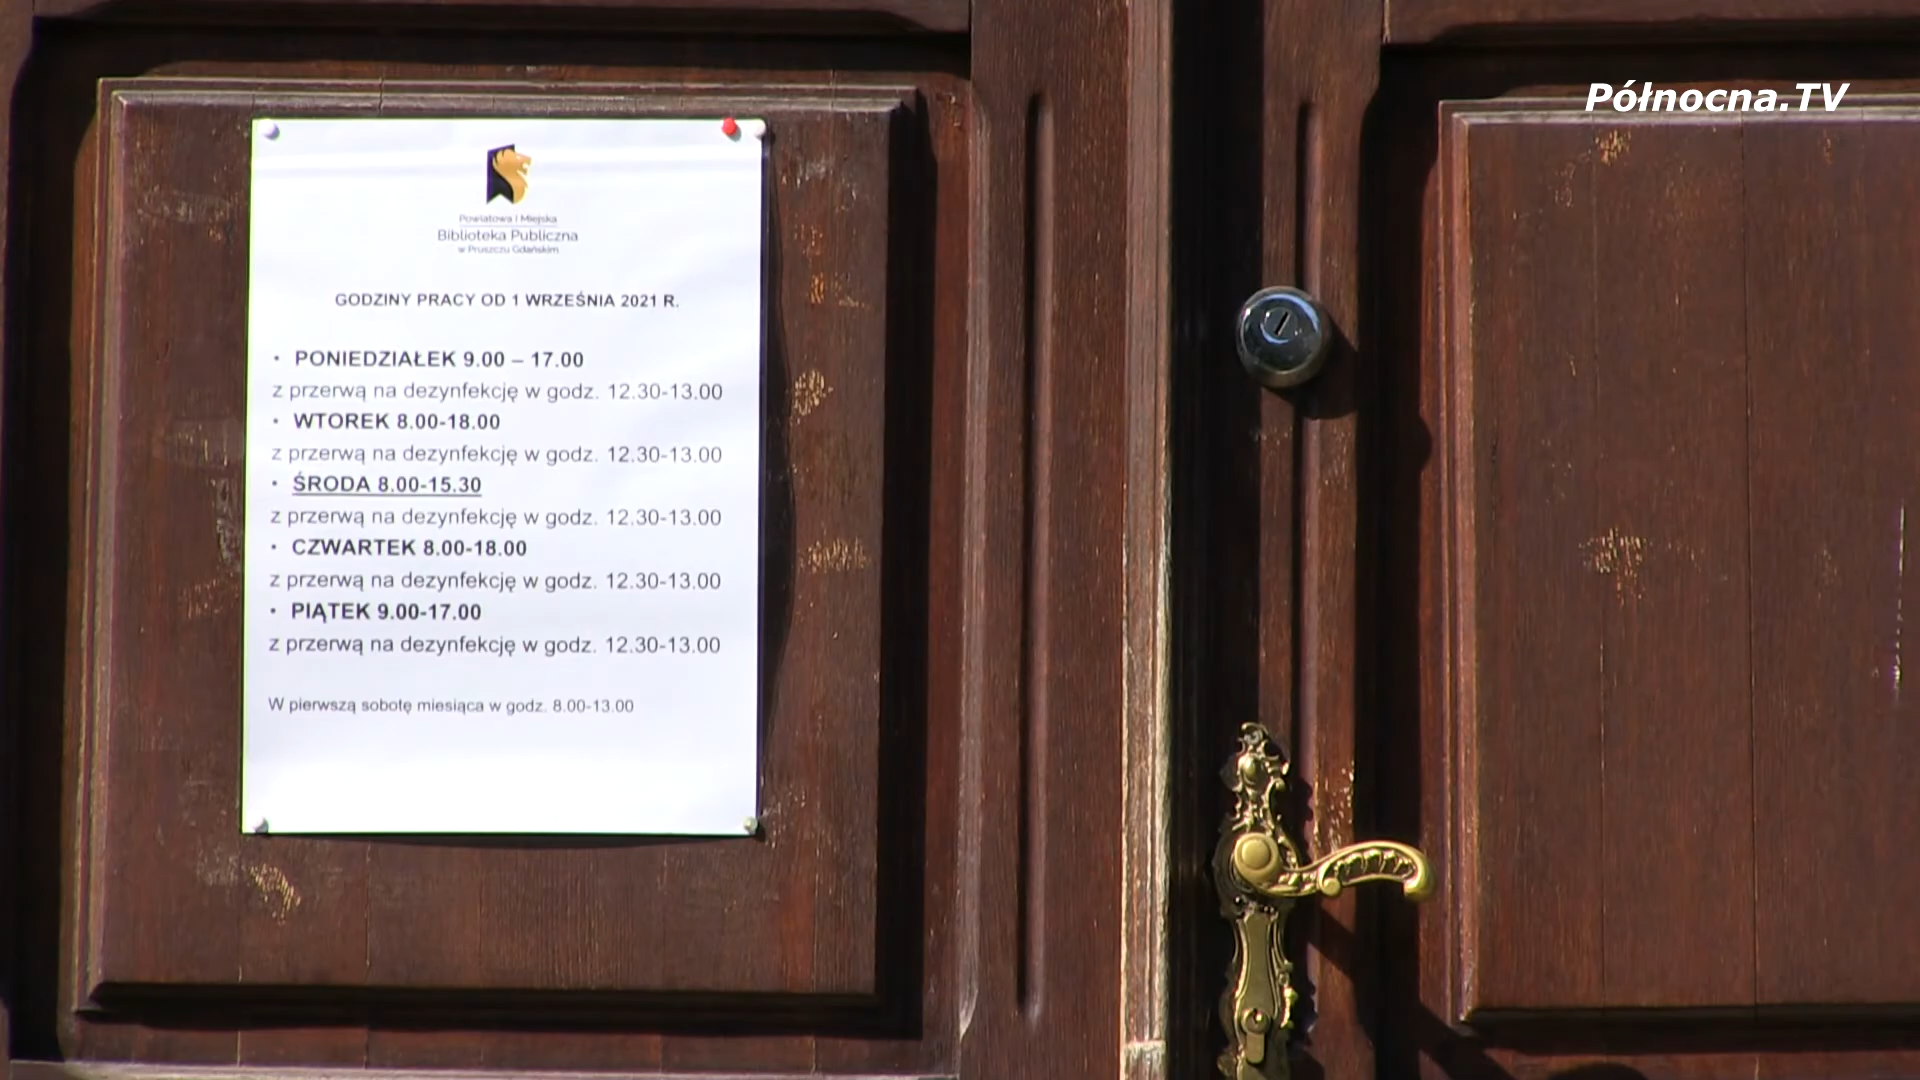 Północna.TV
Powiatowa i Miejska
Biblioteka Publiczna
w Pruszczu Gdańskim
GODZINY PRACY OD 1 WRZEŚNIA 2021 R.
• PONIEDZIAŁEK 9.00 – 17.00
z przerwą na dezynfekcję w godz. 12.30-13.00
• WTOREK 8.00-18.00
z przerwą na dezynfekcję w godz. 12.30-13.00
• ŚRODA 8.00-15.30
z przerwą na dezynfekcję w godz. 12.30-13.00
• CZWARTEK 8.00-18.00
z przerwą na dezynfekcję w godz. 12.30-13.00
• PIĄTEK 9.00-17.00
z przerwą na dezynfekcję w godz. 12.30-13.00
W pierwszą sobotę miesiąca w godz. 8.00-13.00